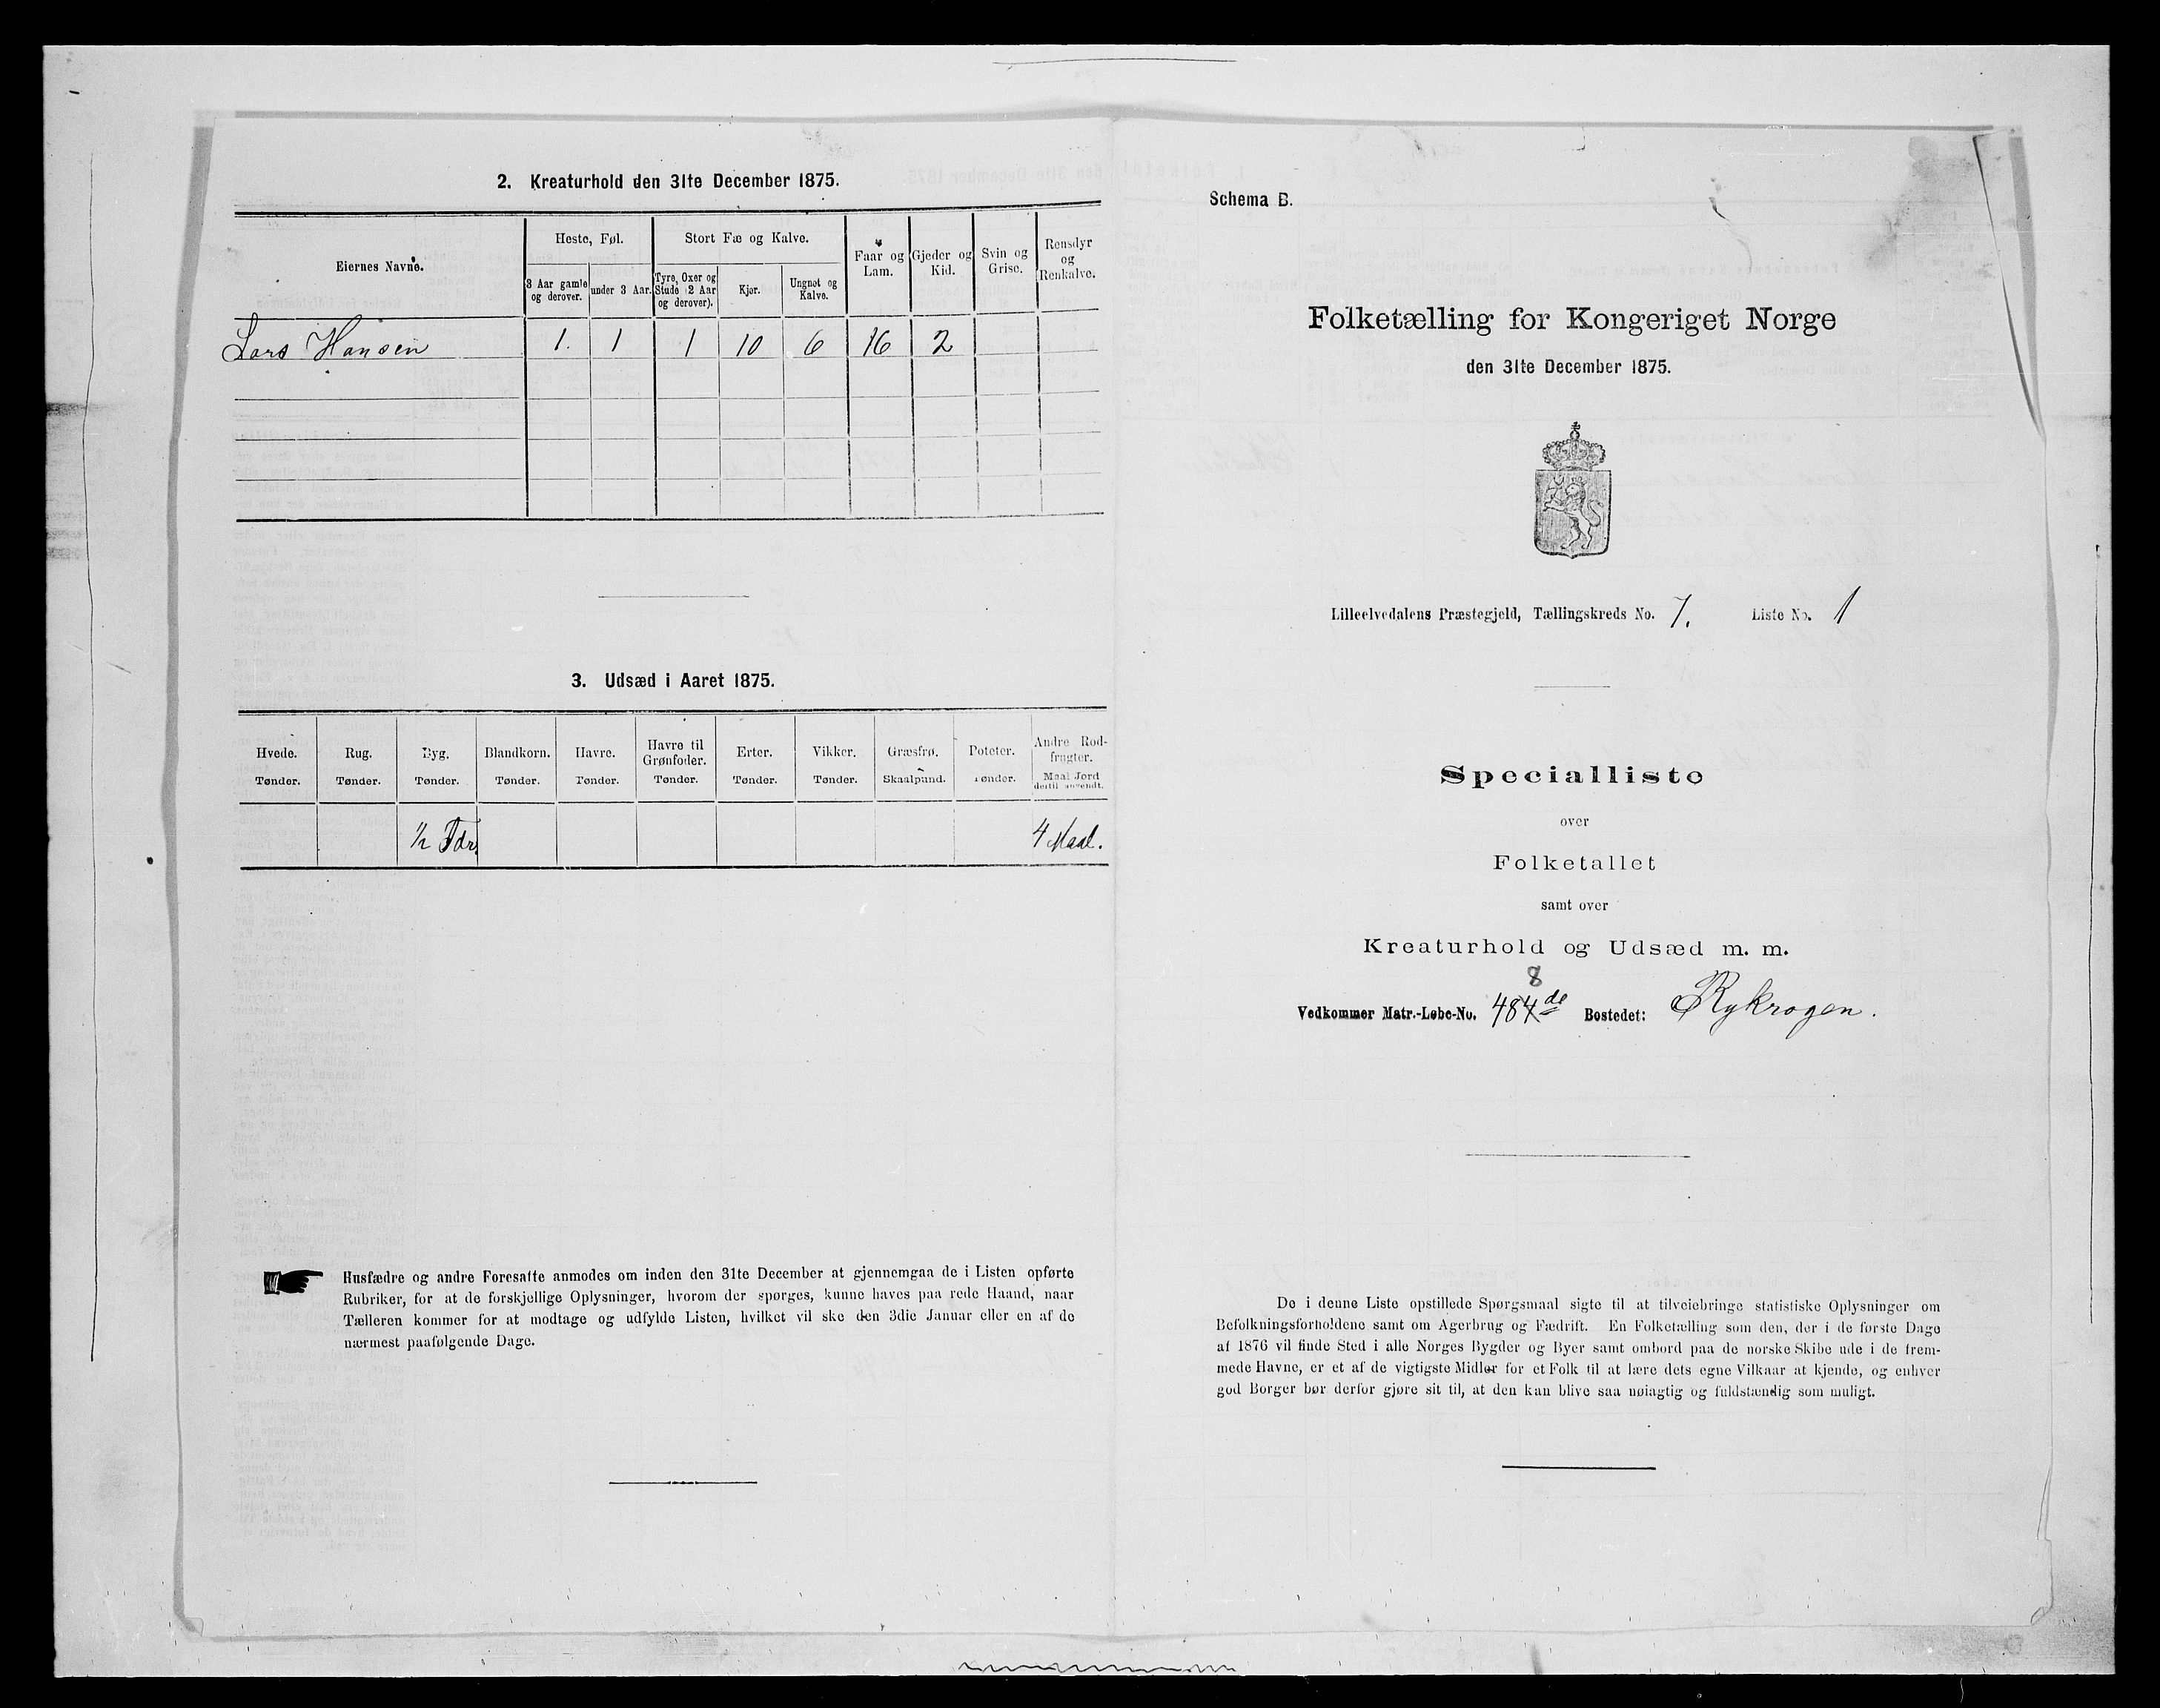 2. Kreaturhold den 31te December 1875.
Eiernes Navne.
Heste, Føl.
Stort Fæ og Kalve.
Faar og Lam.
Gjeder og Kid.
Svin og Grise.
Rensdyr og Renkalve.
3 Aar gamle og derover.
under 3 Aar.
Tyre, Oxer og Stude (2 Aar og derover).
Kjør.
Ungnøt og Kalve.
Lars Hansen 1. 1 1 10 6 16 2
3. Udsæd i Aaret 1875.
Hvede. Rug. Byg. Blandkorn. Havre. Havre til Grønfoder. Erter. Vikker. Græsfrø. Poteter. Andre Rodfrugter.
Tønder. Tønder. Tønder. Tønder. Tønder. Tønder. Tønder. Tønder. Skaalpund. Tønder. Maal Jord dertil anvendt.
1/2 Tdr. 4 Maal.
Husfædre og andre Foresatte anmodes om inden den 31te December at gjennemgaa de i Listen opførte
Rubriker, for at de forskjellige Oplysninger, hvorom der spørges, kunne haves paa rede Haand, naar
Tælleren kommer for at modtage og udfylde Listen, hvilket vil ske den 3die Januar eller en af de
nærmest paafølgende Dage.
Schema B.
Folketælling for Kongeriget Norge
den 31te December 1875.
Lilleelvedalens Præstegjeld, Tællingskreds No. 7. Liste No. 1
Specialliste
over
Folketallet
samt over
Kreaturhold og Udsæd m. m.
8
Vedkommer Matr.-Løbe-No. 484 de Bostedet: Rykrogen.
De i denne Liste opstillede Spørgsmaal sigte til at tilveiebringe statistiske Oplysninger om
Befolkningsforholdene samt om Agerbrug og Fædrift. En Folketælling som den, der i de første Dage
af 1876 vil finde Sted i alle Norges Bygder og Byer samt ombord paa de norske Skibe ude i de frem-
mede Havne, er et af de vigtigste Midler for et Folk til at lære dets egne Vilkaar at kjende, og enhver
god Borger bør derfor gjøre sit til, at den kan blive saa nøiagtig og fuldstændig som muligt.